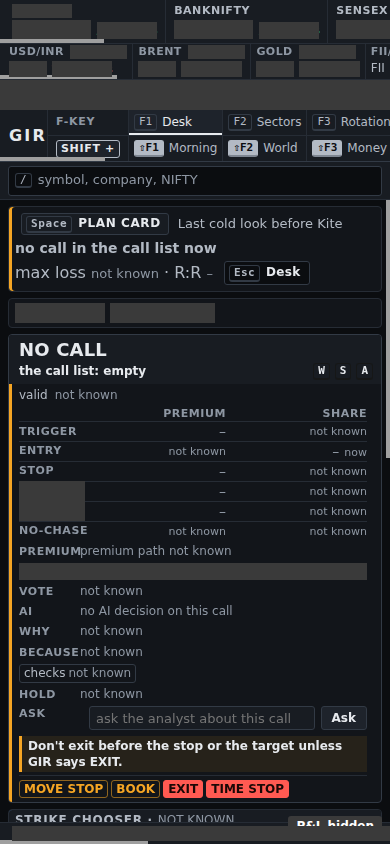 BANKNIFTY SENSEX
USD/INR BRENT GOLD FII/
FII
GIR F-KEY F1 Desk F2 Sectors F3 Rotation
SHIFT + ⇧F1 Morning ⇧F2 World ⇧F3 Money
/ symbol, company, NIFTY
Space PLAN CARD Last cold look before Kite
no call in the call list now
max loss not known · R:R – Esc Desk
NO CALL
the call list: empty W S A
valid not known
PREMIUM SHARE
TRIGGER – not known
ENTRY not known – now
STOP – not known
– not known
– not known
NO-CHASE not known not known
PREMIUM premium path not known
VOTE not known
AI no AI decision on this call
WHY not known
BECAUSE not known
checks not known
HOLD not known
ASK ask the analyst about this call Ask
Don't exit before the stop or the target unless
GIR says EXIT.
MOVE STOP BOOK EXIT TIME STOP
STRIKE CHOOSER · NOT KNOWN
P&L hidden